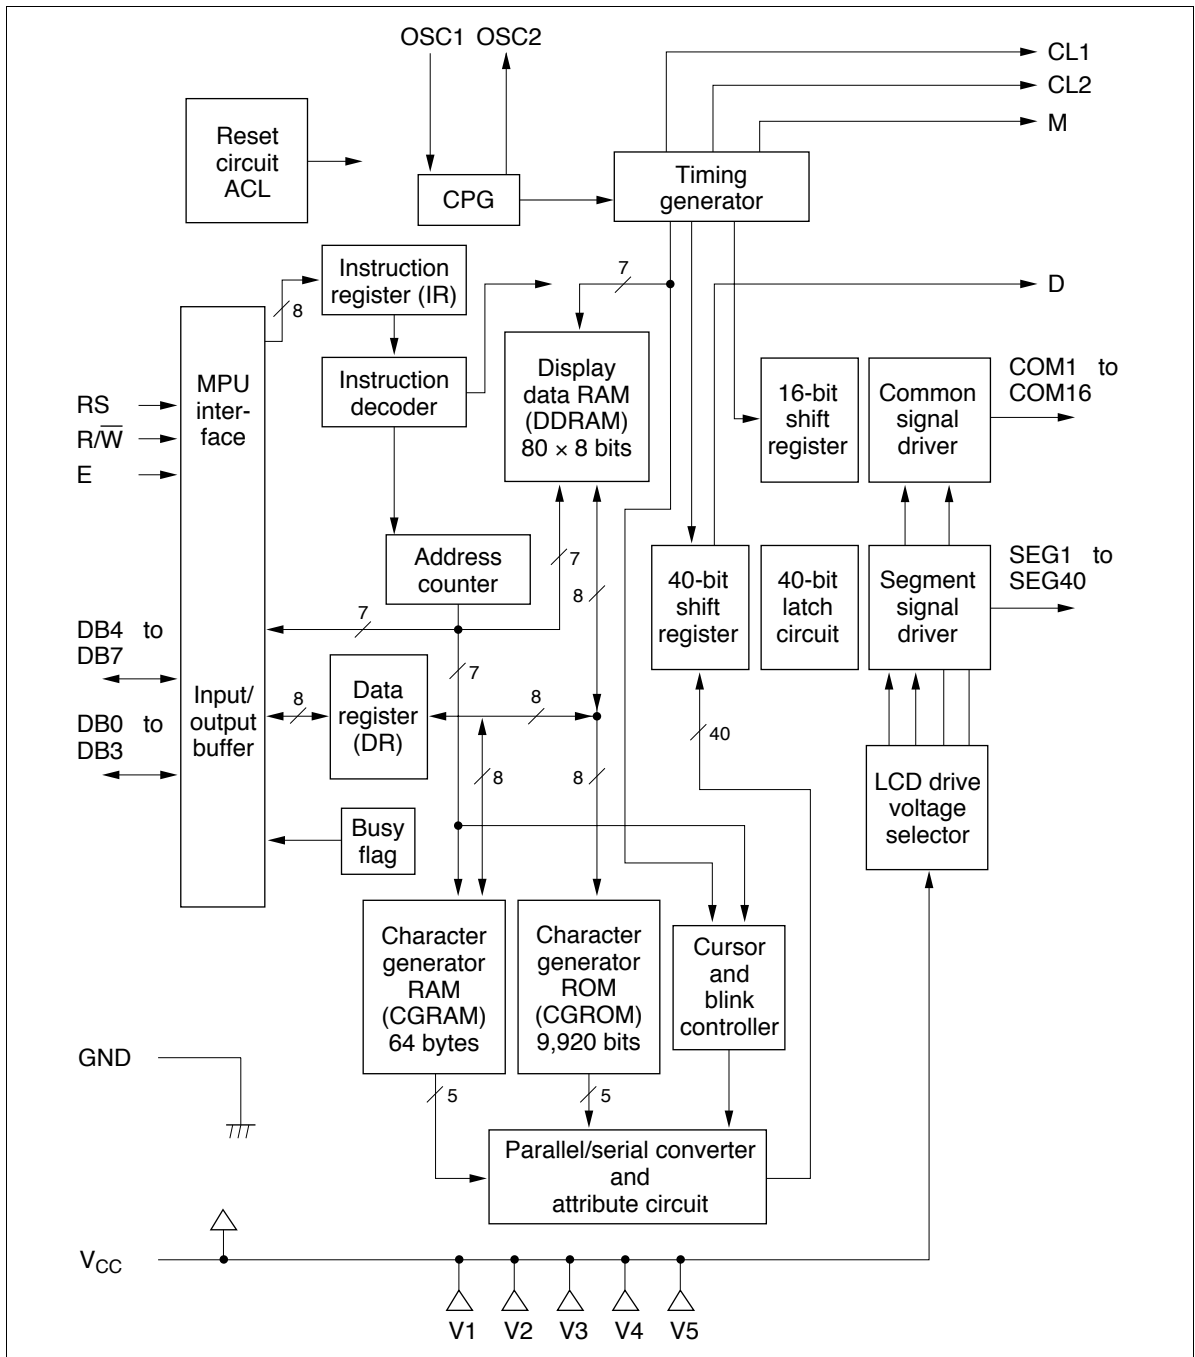 OSC1 OSC2
CL1
CL2
M
Reset
circuit
ACL
CPG
Timing
generator
Instruction
register (IR)
8
7
D
MPU
inter-
face
Instruction
decoder
Display
data RAM
(DDRAM)
80 × 8 bits
16-bit
shift
register
Common
signal
driver
COM1 to
COM16
RS
R/W̅
E
Address
counter
7
8
40-bit
shift
register
40-bit
latch
circuit
Segment
signal
driver
SEG1 to
SEG40
DB4 to
DB7
7
7
Input/
output
buffer
8
Data
register
(DR)
8
DB0 to
DB3
8
8
40
LCD drive
voltage
selector
Busy
flag
Character
generator
RAM
(CGRAM)
64 bytes
Character
generator
ROM
(CGROM)
9,920 bits
Cursor
and
blink
controller
GND
5
5
Parallel/serial converter
and
attribute circuit
VCC
V1 V2 V3 V4 V5